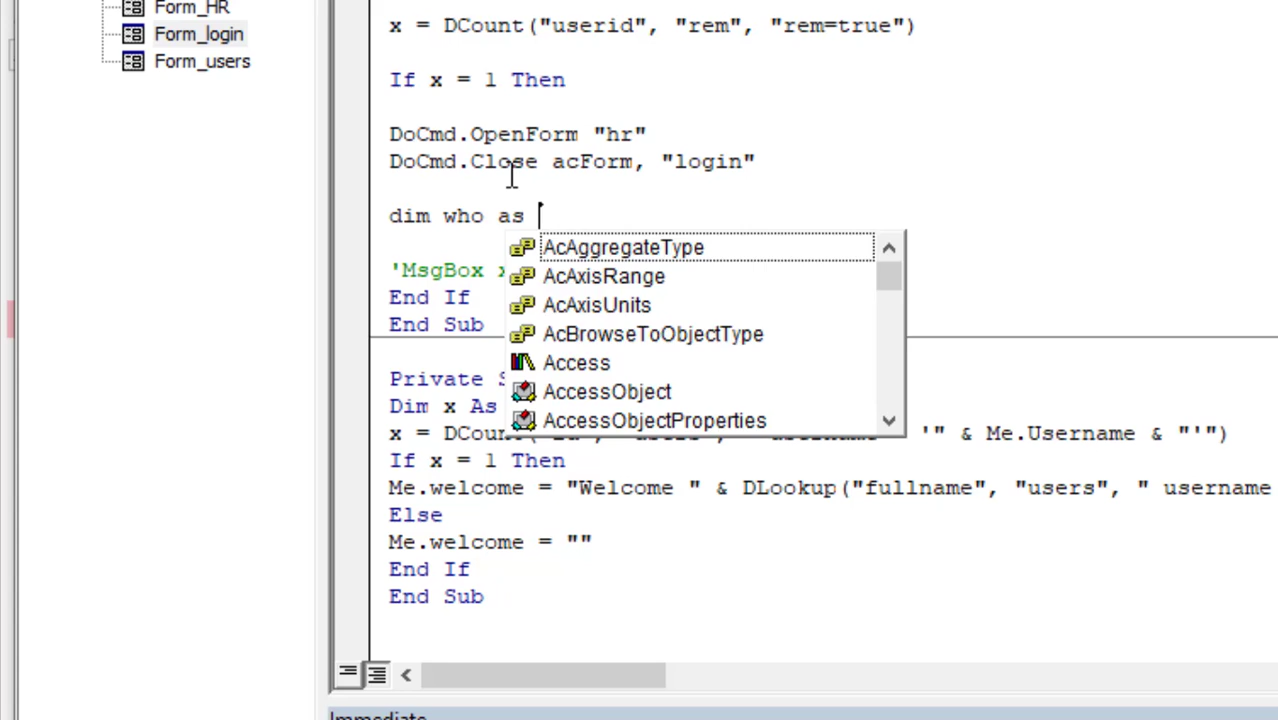 Form_HR
Form_login
Form_users
x = DCount("userid", "rem", "rem=true")
If x = 1 Then
DoCmd.OpenForm "hr"
DoCmd.Close acForm, "login"
dim who as
AcAggregateType
AcAxisRange
AcAxisUnits
AcBrowseToObjectType
Access
AccessObject
AccessObjectProperties
'MsgBox x
End If
End Sub
Private S
Dim x As
x = DCount( '" & Me.Username & "'")
If x = 1 Then
Me.welcome = "Welcome " & DLookup("fullname", "users", " username
Else
Me.welcome = ""
End If
End Sub
Immediate